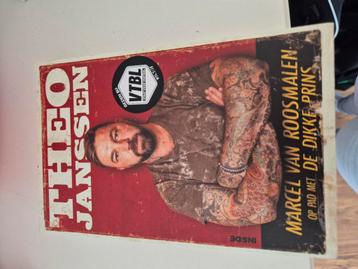 THEO
JANSSEN
VTBL
MARCEL VAN ROOSMALEN
OP PAD MET DE DIKKE PRINS
INSIDE